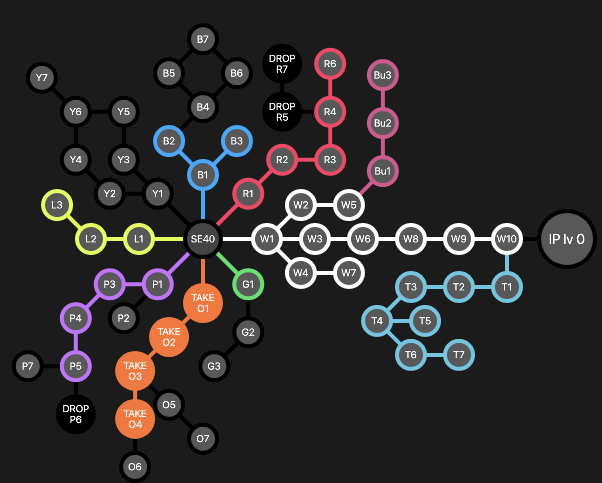 B7
DROP
R7
R6
Y7
B5
B6
Bu3
Y6
Y5
B4
DROP
R5
R4
Bu2
B2
B3
Y4
Y3
R2
R3
B1
Bu1
Y2
Y1
R1
L3
W2
W5
L2
L1
SE40
W1
W3
W6
W8
W9
W10
IP lv 0
W4
W7
P3
P1
G1
T3
T2
T1
TAKE
O1
P4
P2
T4
T5
TAKE
O2
G2
P7
P5
TAKE
O3
G3
T6
T7
DROP
P6
O5
TAKE
O4
O7
O6